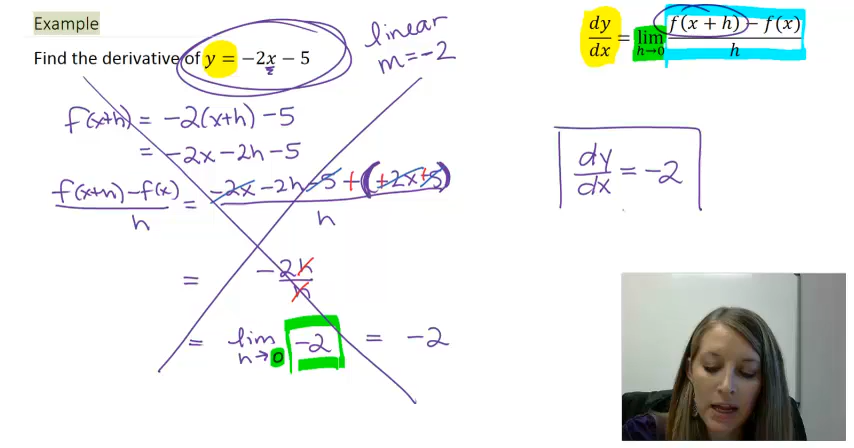 Example
Find the derivative of y = −2x − 5
linear
m = −2
dy/dx = lim h→0 f(x + h) − f(x) / h
f(x+h) = −2(x+h) −5
= −2x −2h −5
f(x+h) − f(x) / h = −2x −2h −5 + (+2x+5) / h
= −2h / h
= lim h→0 −2 = −2
dy/dx = −2